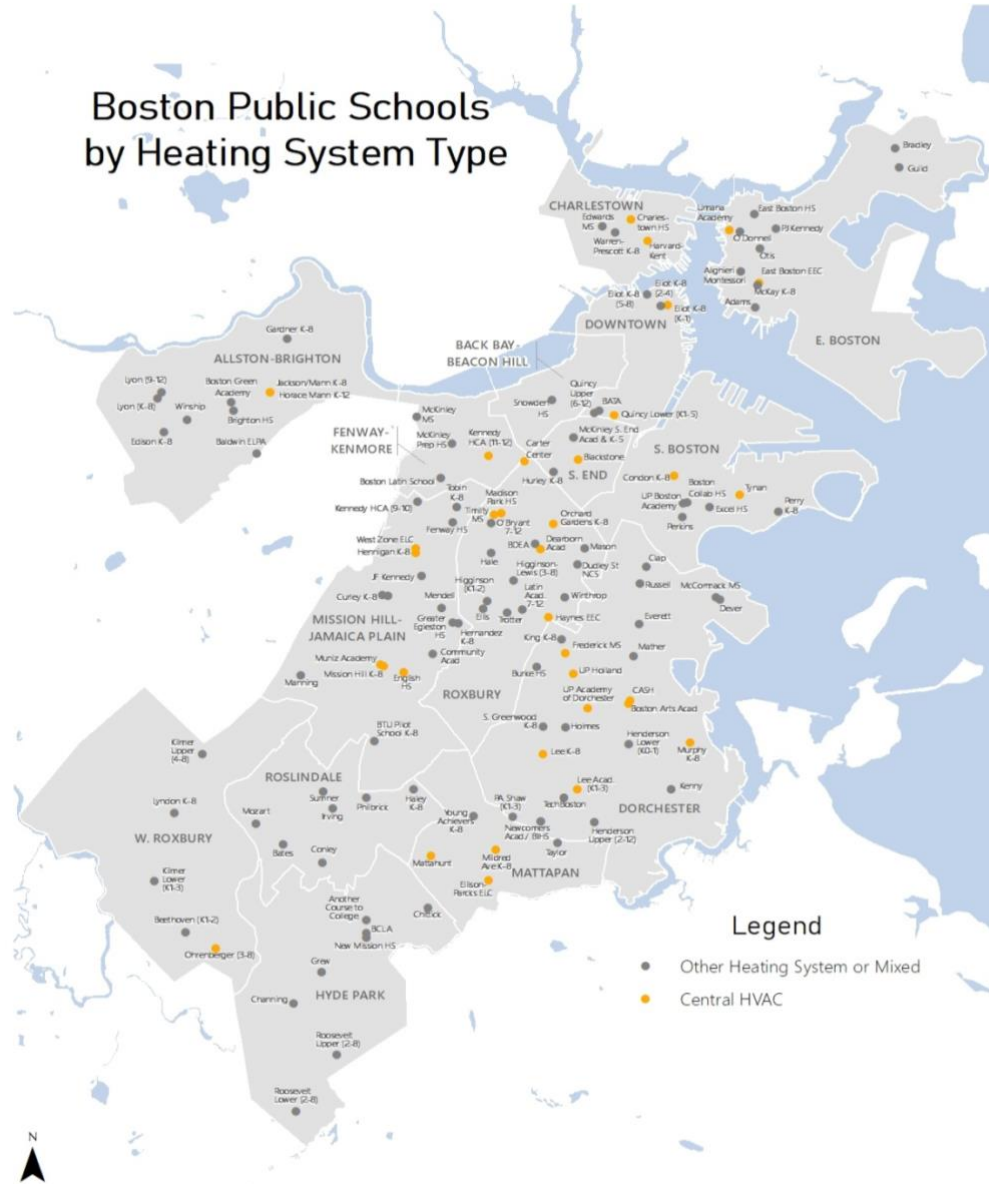 Boston Public Schools
by Heating System Type
Bradley
Guild
CHARLESTOWN
Edwards
MS
Charles-
town HS
Warren-
Prescott K-8
Harvard-
Kent
Umana
Academy
East Boston HS
O'Donnel
PJ Kennedy
Otis
Alighieri
Montessori
East Boston EEC
McKay K-8
Adams
E. BOSTON
Eliot K-8
(5-8)
Eliot K-8
(2-4)
Eliot K-8
(K-1)
DOWNTOWN
BACK BAY-
BEACON HILL
Gardner K-8
ALLSTON-BRIGHTON
Lyon (9-12)
Lyon (K-8)
Winship
Edison K-8
Boston Green
Academy
Brighton HS
Baldwin ELPA
Jackson/Mann K-8
Horace Mann K-12
Snowden
HS
Quincy
Upper
(6-12)
BATA
Quincy Lower (K1-5)
McKinley S. End
Acad & K-5
McKinley
MS
FENWAY-
KENMORE
McKinley
Prep HS
Kennedy
HCA (11-12)
Carter
Center
Blackstone
Hurley K-8
S. END
S. BOSTON
Condon K-8
Boston
Collab HS
UP Boston
Academy
Excel HS
Tynan
Perry
K-8
Perkins
Boston Latin School
Tobin
K-8
Kennedy HCA (9-10)
Fenway HS
Madison
Park HS
Timilty
MS
O'Bryant
7-12
Orchard
Gardens K-8
West Zone ELC
Hennigan K-8
Hale
BDEA
Dearborn
Acad
Mason
Higginson-
Lewis (3-8)
Dudley St
NCS
Clap
JF Kennedy
Curley K-8
Mendell
Higginson
(K1-2)
Ellis
Trotter
Latin
Acad.
7-12
Winthrop
Russel
McCormack MS
Dever
MISSION HILL-
JAMAICA PLAIN
Greater
Egleston
HS
Hernandez
K-8
Haynes EEC
Everett
King K-8
Frederick MS
Mather
Community
Acad
Muniz Academy
Mission Hill K-8
English
HS
Manning
ROXBURY
Burke HS
UP Holland
UP Academy
of Dorchester
CASH
Boston Arts Acad
S. Greenwood
K-8
Holmes
Henderson
Lower
(K0-1)
Murphy
K-8
BTU Pilot
School K-8
Lee K-8
Kilmer
Upper
(4-8)
ROSLINDALE
Sumner
Irving
Philbrick
Haley
K-8
Lee Acad.
(K1-3)
TechBoston
Kenny
DORCHESTER
Lyndon K-8
Mozart
W. ROXBURY
Bates
Conley
Young
Achievers
K-8
PA Shaw
(K1-3)
Newcomers
Acad / BIHS
Henderson
Upper (2-12)
Taylor
Mattahunt
Mildred
Ave K-8
MATTAPAN
Ellison-
Parks ELC
Kilmer
Lower
(K1-3)
Beethoven (K1-2)
Ohrenberger (3-8)
Another
Course to
College
Chittick
BCLA
New Mission HS
Grew
HYDE PARK
Channing
Roosevelt
Upper (2-8)
Roosevelt
Lower (2-8)
Legend
Other Heating System or Mixed
Central HVAC
N